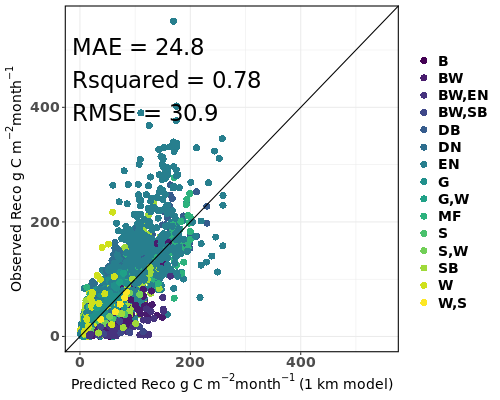 MAE = 24.8
Rsquared = 0.78
RMSE = 30.9
Observed Reco g C m⁻²month⁻¹
400
200
0
0 200 400
Predicted Reco g C m⁻²month⁻¹ (1 km model)
B
BW
BW,EN
BW,SB
DB
DN
EN
G
G,W
MF
S
S,W
SB
W
W,S